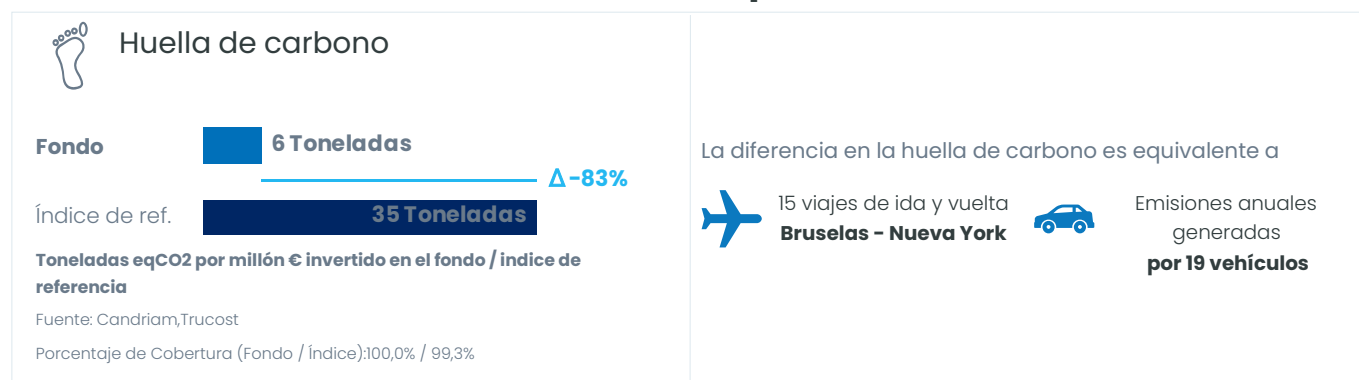 Huella de carbono
Fondo
6 Toneladas
Δ-83%
Índice de ref.
35 Toneladas
Toneladas eqCO2 por millón € invertido en el fondo / indice de
referencia
Fuente: Candriam,Trucost
Porcentaje de Cobertura (Fondo / Índice):100,0% / 99,3%
La diferencia en la huella de carbono es equivalente a
15 viajes de ida y vuelta
Bruselas - Nueva York
Emisiones anuales
generadas
por 19 vehículos